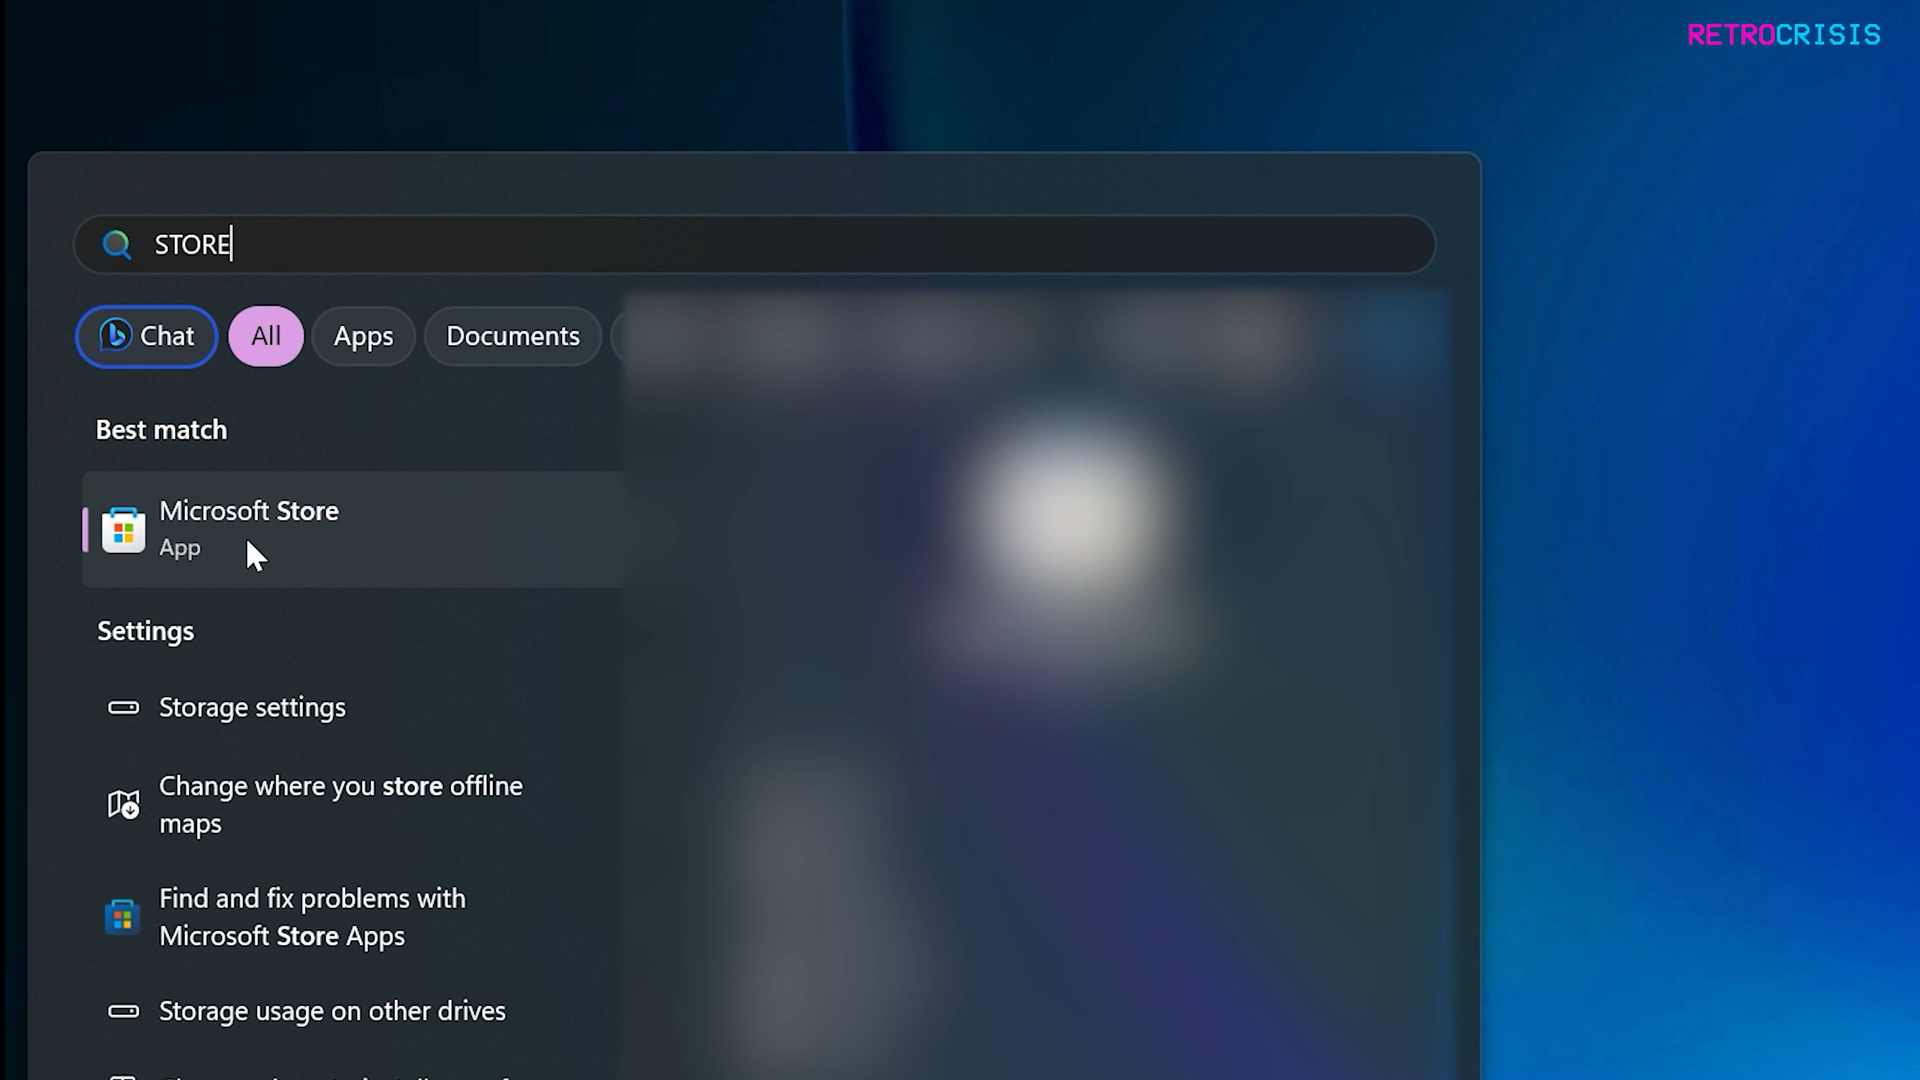 RETROCRISIS
STORE
Chat
All
Apps
Documents
Best match
Microsoft Store
App
Settings
Storage settings
Change where you store offline
maps
Find and fix problems with
Microsoft Store Apps
Storage usage on other drives